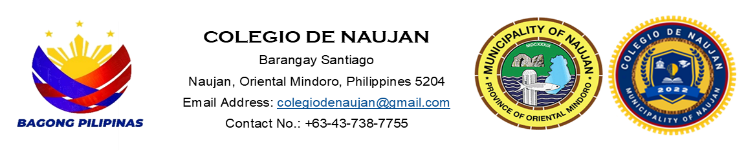 BAGONG PILIPINAS
COLEGIO DE NAUJAN
Barangay Santiago
Naujan, Oriental Mindoro, Philippines 5204
Email Address: colegiodenaujan@gmail.com
Contact No.: +63-43-738-7755
MUNICIPALITY OF NAUJAN
PROVINCE OF ORIENTAL MINDORO
COLEGIO DE NAUJAN
2022
MUNICIPALITY OF NAUJAN